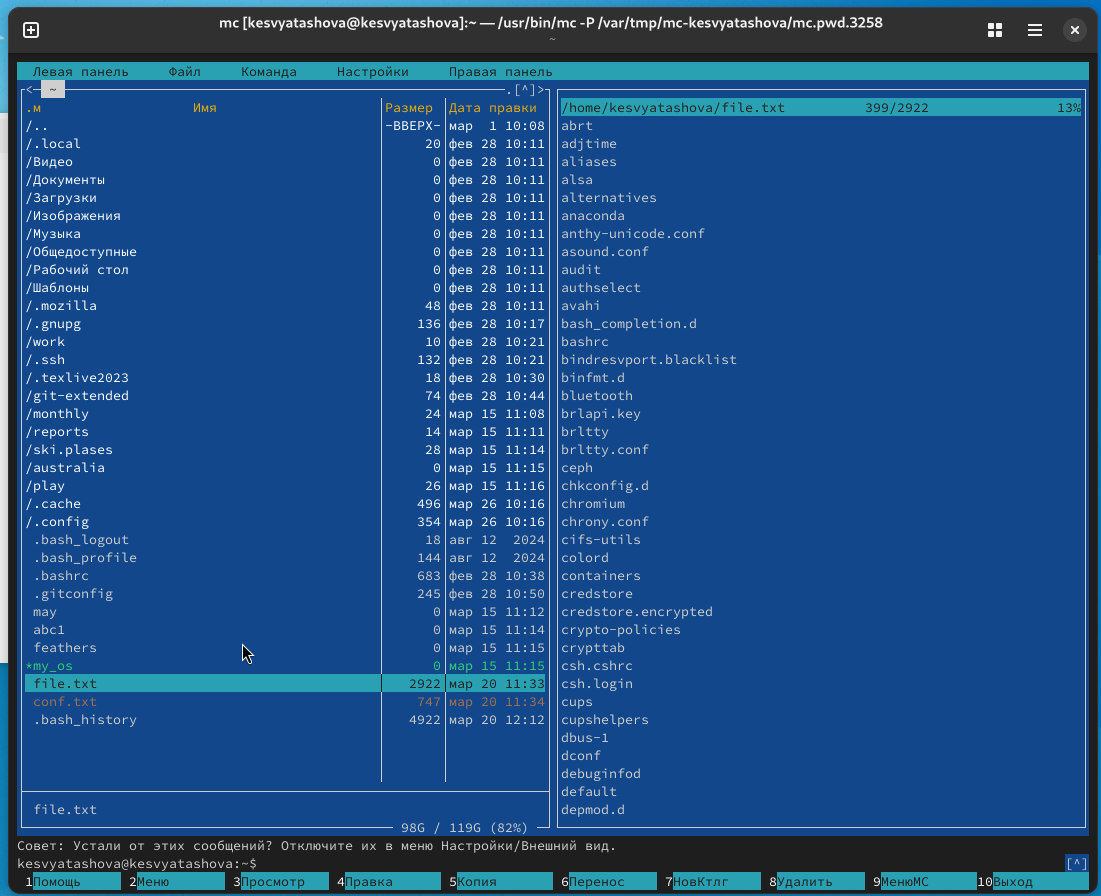 mc [kesvyatashova@kesvyatashova]:~ — /usr/bin/mc -P /var/tmp/mc-kesvyatashova/mc.pwd.3258
~
Левая панель Файл Команда Настройки Правая панель
<─ ~ .[^]>
.м Имя Размер Дата правки
/.. -ВВЕРХ- мар 1 10:08
/.local 20 фев 28 10:11
/Видео 0 фев 28 10:11
/Документы 0 фев 28 10:11
/Загрузки 0 фев 28 10:11
/Изображения 0 фев 28 10:11
/Музыка 0 фев 28 10:11
/Общедоступные 0 фев 28 10:11
/Рабочий стол 0 фев 28 10:11
/Шаблоны 0 фев 28 10:11
/.mozilla 48 фев 28 10:11
/.gnupg 136 фев 28 10:17
/work 10 фев 28 10:21
/.ssh 132 фев 28 10:21
/.texlive2023 18 фев 28 10:30
/git-extended 74 фев 28 10:44
/monthly 24 мар 15 11:08
/reports 14 мар 15 11:11
/ski.plases 28 мар 15 11:14
/australia 0 мар 15 11:15
/play 26 мар 15 11:16
/.cache 496 мар 26 10:16
/.config 354 мар 26 10:16
.bash_logout 18 авг 12 2024
.bash_profile 144 авг 12 2024
.bashrc 683 фев 28 10:38
.gitconfig 245 фев 28 10:50
may 0 мар 15 11:12
abc1 0 мар 15 11:14
feathers 0 мар 15 11:15
*my_os 0 мар 15 11:15
file.txt 2922 мар 20 11:33
conf.txt 747 мар 20 11:34
.bash_history 4922 мар 20 12:12
file.txt
98G / 119G (82%)
/home/kesvyatashova/file.txt 399/2922 13%
abrt
adjtime
aliases
alsa
alternatives
anaconda
anthy-unicode.conf
asound.conf
audit
authselect
avahi
bash_completion.d
bashrc
bindresvport.blacklist
binfmt.d
bluetooth
brlapi.key
brltty
brltty.conf
ceph
chkconfig.d
chromium
chrony.conf
cifs-utils
colord
containers
credstore
credstore.encrypted
crypto-policies
crypttab
csh.cshrc
csh.login
cups
cupshelpers
dbus-1
dconf
debuginfod
default
depmod.d
Совет: Устали от этих сообщений? Отключите их в меню Настройки/Внешний вид.
kesvyatashova@kesvyatashova:~$ [^]
1Помощь 2Меню 3Просмотр 4Правка 5Копия 6Перенос 7НовКтлг 8Удалить 9МенюМС 10Выход